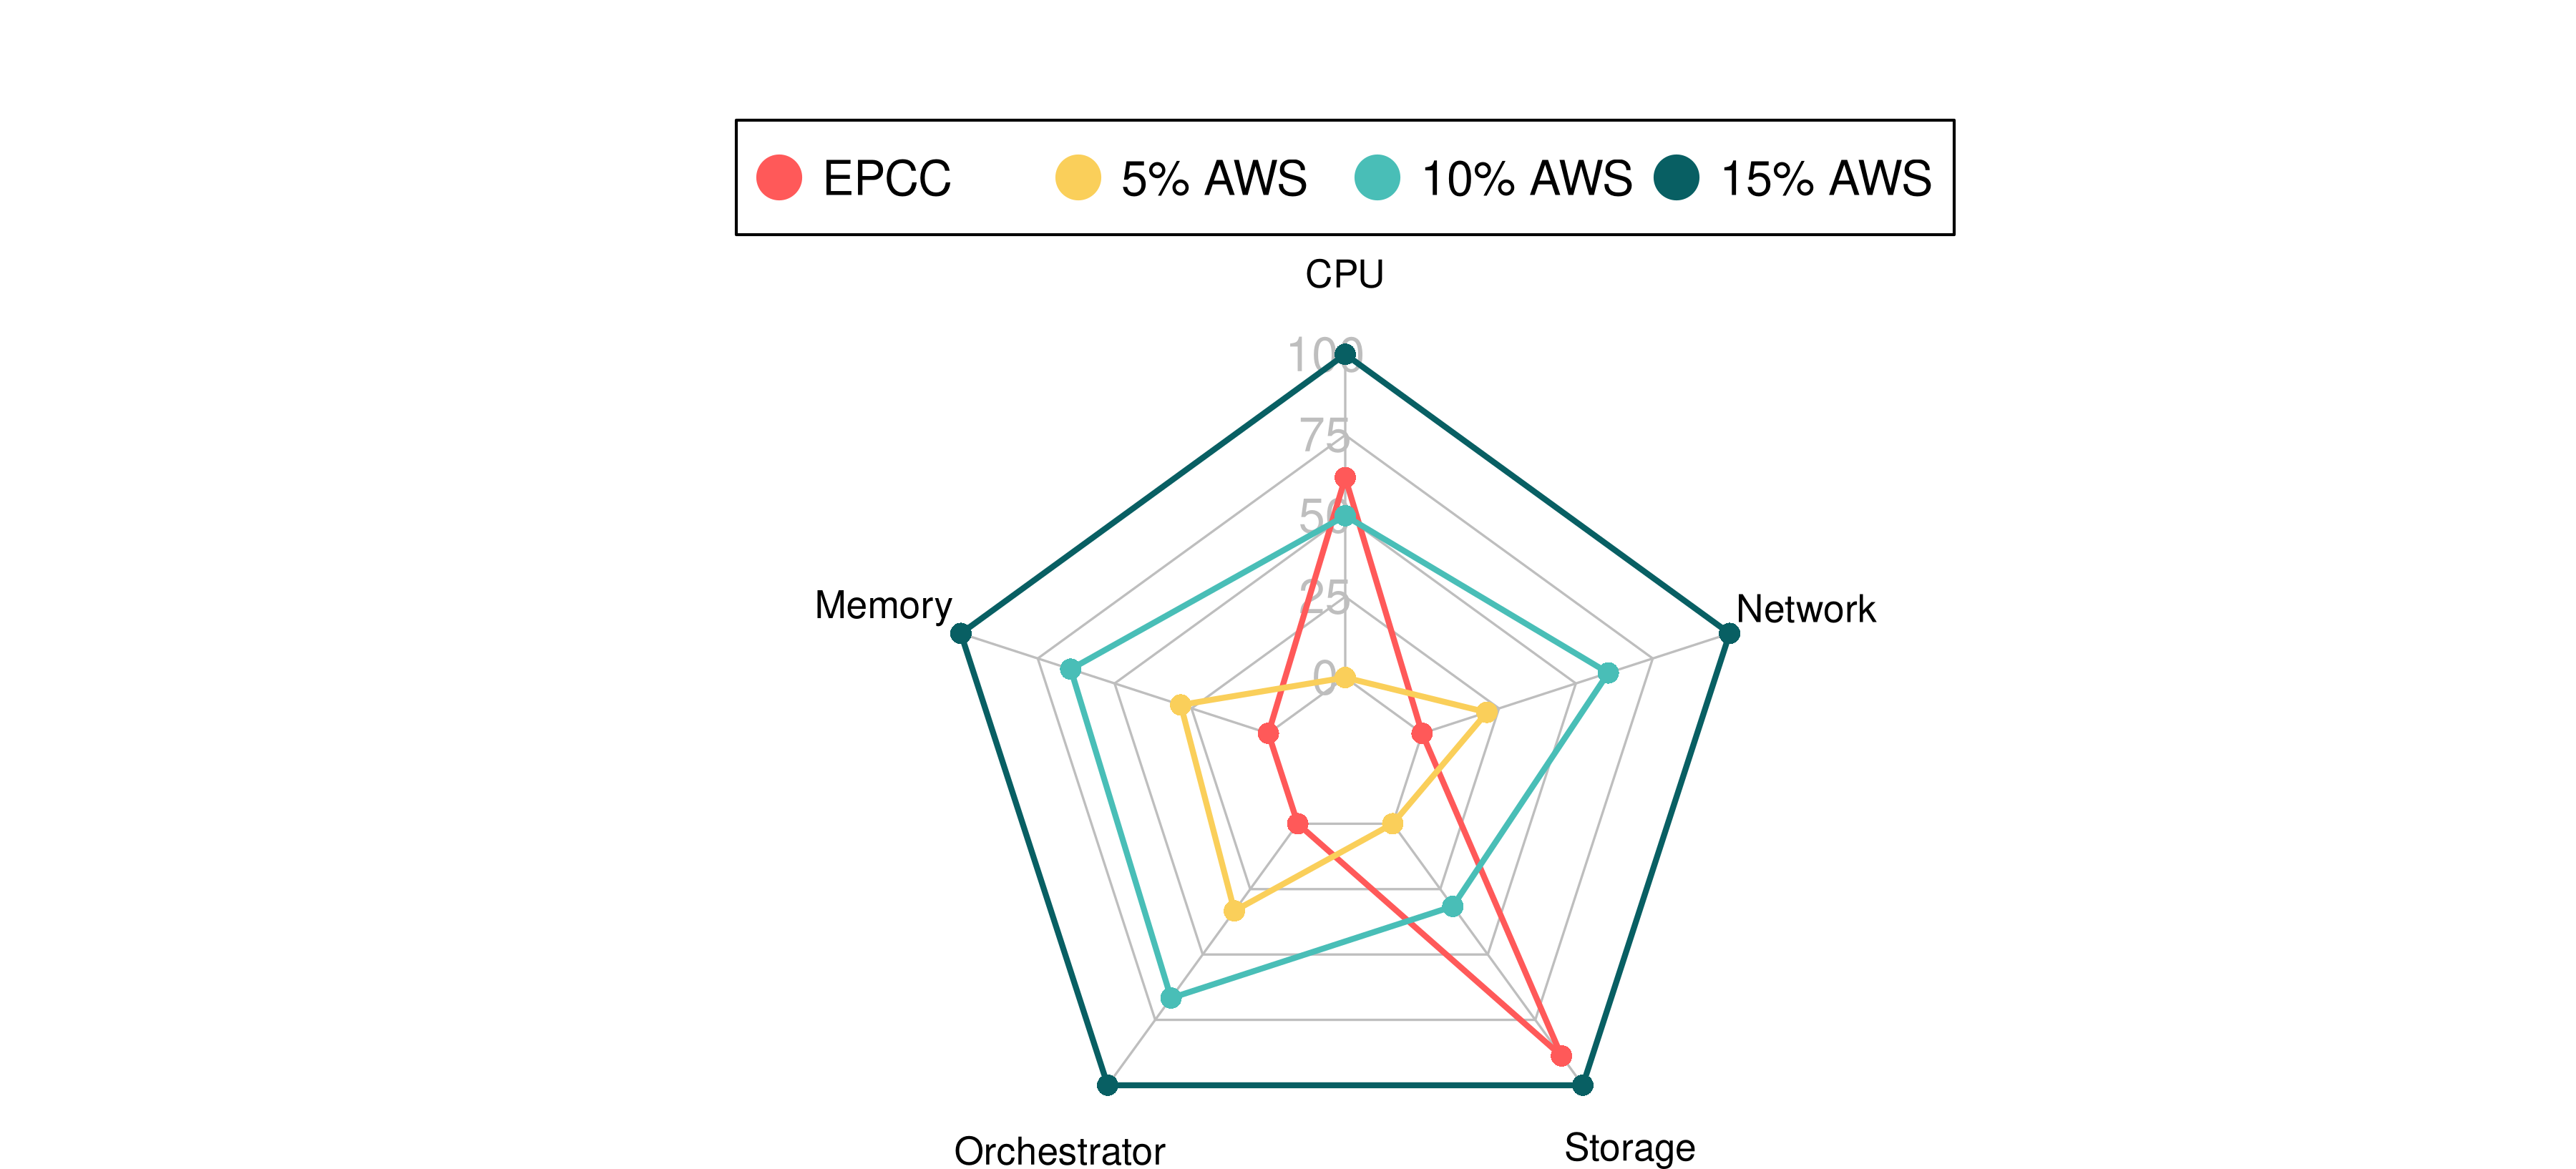 EPCC 5% AWS 10% AWS 15% AWS
CPU
100
75
50
25
0
Memory
Network
Orchestrator
Storage